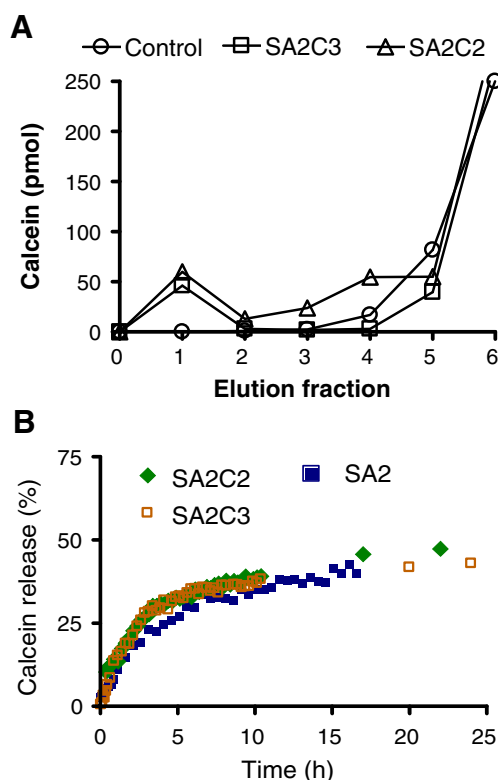 A
Control SA2C3 SA2C2
250
200
150
100
50
0
Calcein (pmol)
0 1 2 3 4 5 6
Elution fraction
B
75
50
25
0
Calcein release (%)
SA2C2 SA2
SA2C3
0 5 10 15 20 25
Time (h)